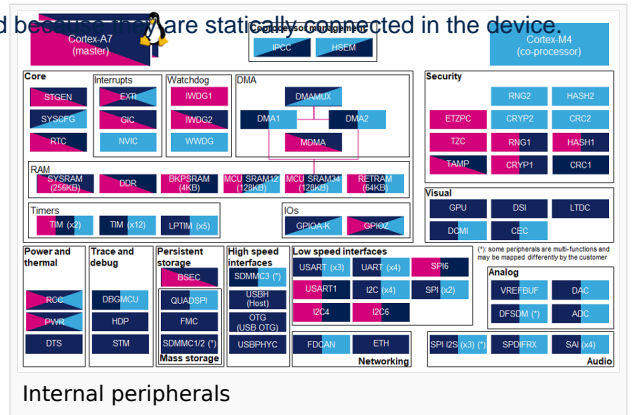 d because they are statically connected in the device.
Cortex-A7
(master)
Coprocessor management
IPCC
HSEM
Cortex-M4
(co-processor)
Core
STGEN
SYSCFG
RTC
Interrupts
EXTI
GIC
NVIC
Watchdog
IWDG1
IWDG2
WWDG
DMA
DMAMUX
DMA1
DMA2
MDMA
Security
RNG2
HASH2
ETZPC
CRYP2
CRC2
TZC
RNG1
HASH1
TAMP
CRYP1
CRC1
RAM
SYSRAM
(256KB)
DDR
BKPSRAM
(4KB)
MCU SRAM12
(128KB)
MCU SRAM34
(128KB)
RETRAM
(64KB)
Visual
GPU
DSI
LTDC
DCMI
CEC
Timers
TIM (x2)
TIM (x12)
LPTIM (x5)
IOs
GPIOA-K
GPIOZ
Power and
thermal
RCC
PWR
DTS
Trace and
debug
DBGMCU
HDP
STM
Persistent
storage
BSEC
QUADSPI
FMC
SDMMC1/2 (*)
Mass storage
High speed
interfaces
SDMMC3 (*)
USBH
(Host)
OTG
(USB OTG)
USBPHYC
Low speed interfaces
USART (x3)
UART (x4)
SPI6
USART1
I2C (x4)
SPI (x2)
I2C4
I2C6
FDCAN
ETH
Networking
(*): some peripherals are multi-functions and
may be mapped differently by the customer
Analog
VREFBUF
DAC
DFSDM (*)
ADC
SPI I2S (x3) (*)
SPDIFRX
SAI (x4)
Audio
Internal peripherals